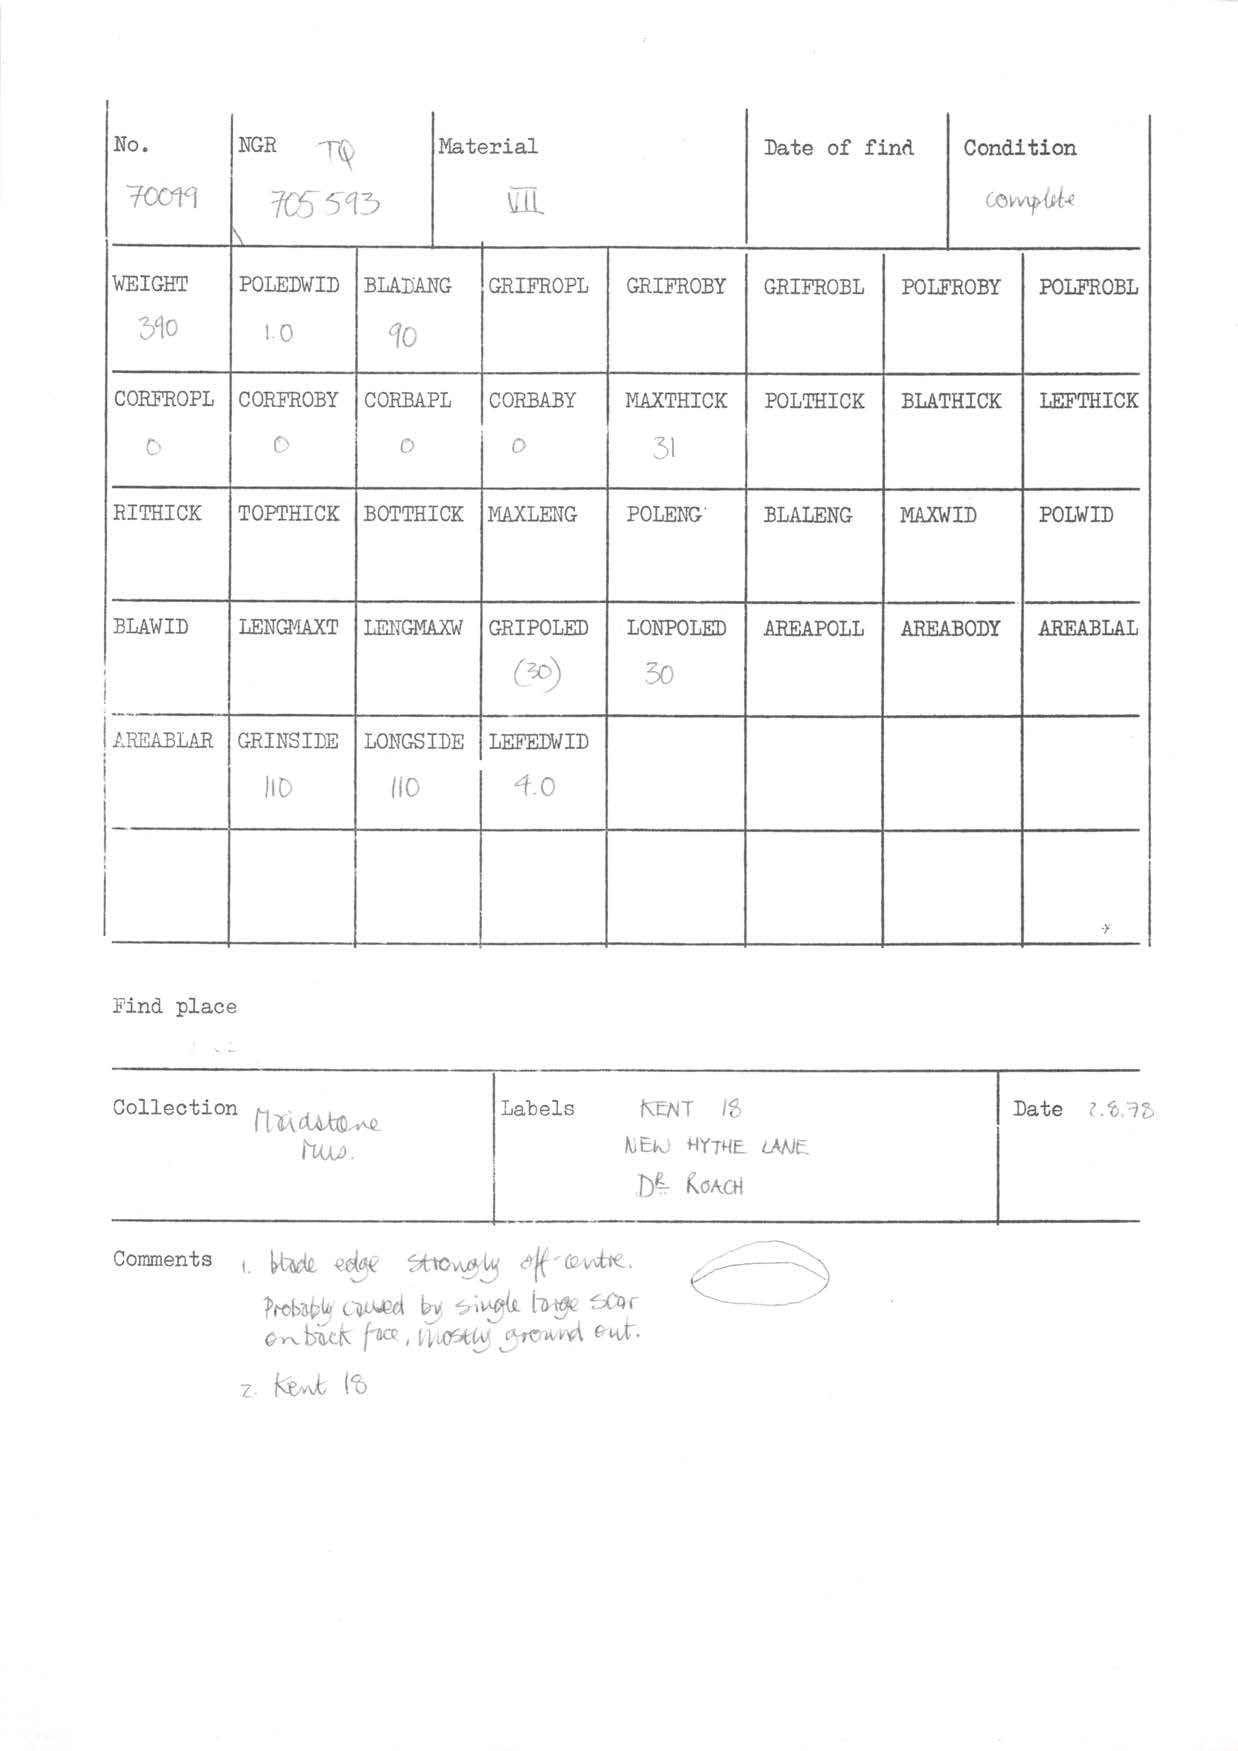 No. NGR TQ Material Date of find Condition
705 593 VII complete
WEIGHT POLEDWID BLADANG GRIFROPL GRIFROBY GRIFROBL POLFROBY POLFROBL
390 1.0 90
CORFROPL CORFROBY CORBAPL CORBABY MAXTHICK POLTHICK BLATHICK LEFTHICK
0 0 0 0 31
RITHICK TOPTHICK BOTTHICK MAXLENG POLENG BLALENG MAXWID POLWID
BLAWID LENGMAXT LENGMAXW GRIPOLED LONPOLED AREAPOLL AREABODY AREABLAL
(30) 30
AREABLAR GRINSIDE LONGSIDE LEFEDWID
110 110 4.0
Find place
Collection Maidstone Labels KENT 18 Date 2.8.78
Mus. NEW HYTHE LANE
DR ROACH
Comments 1. blade edge strongly off-centre.
Probably caused by single large scar
on back face, mostly ground out.
2. Kent 18